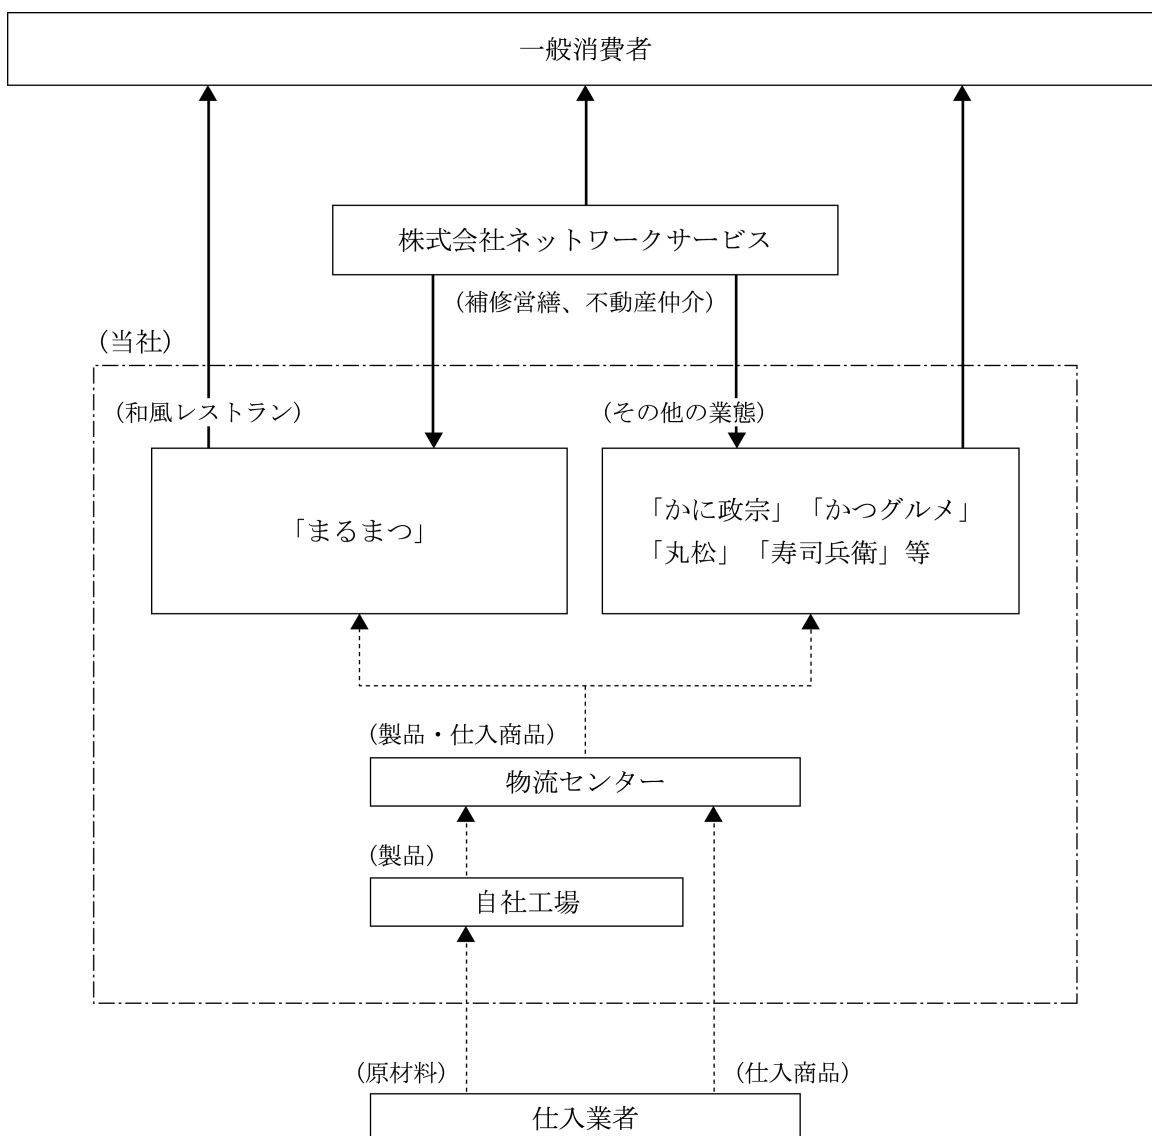 一般消費者
株式会社ネットワークサービス
(補修営繕、不動産仲介)
(当社)
(和風レストラン)
(その他の業態)
「まるまつ」
「かに政宗」「かつグルメ」
「丸松」「寿司兵衛」等
(製品・仕入商品)
物流センター
(製品)
自社工場
(原材料)
(仕入商品)
仕入業者